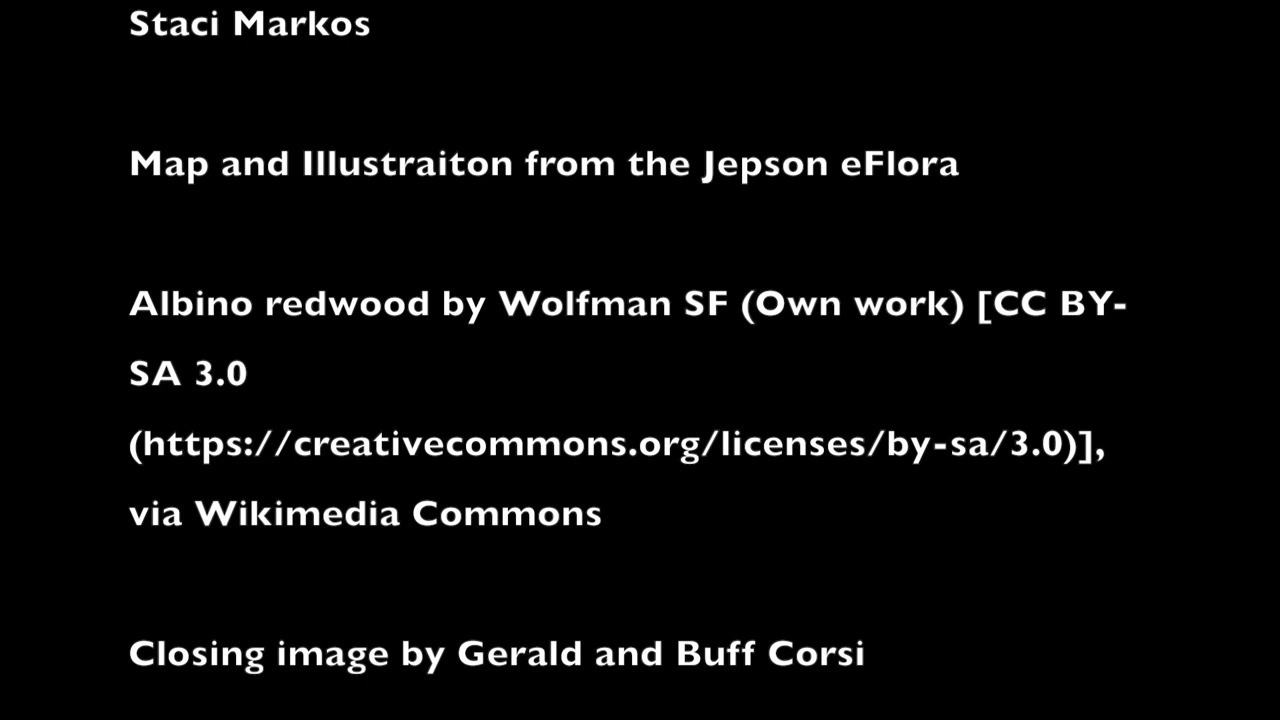 Staci Markos
Map and Illustraiton from the Jepson eFlora
Albino redwood by Wolfman SF (Own work) [CC BY-
SA 3.0
(https://creativecommons.org/licenses/by-sa/3.0)],
via Wikimedia Commons
Closing image by Gerald and Buff Corsi